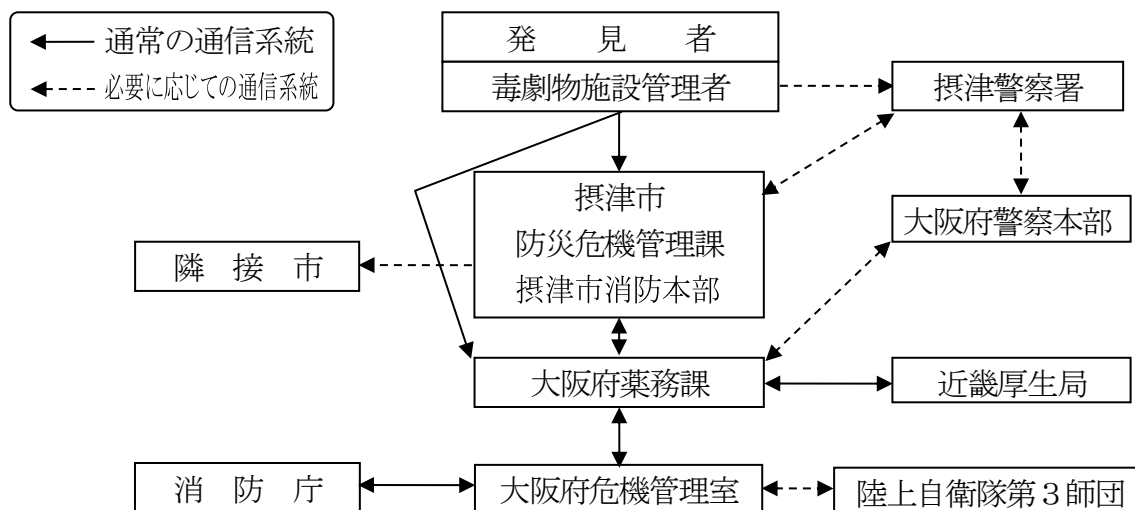 通常の通信系統
必要に応じての通信系統
発見者
毒劇物施設管理者
摂津警察署
摂津市
防災危機管理課
摂津市消防本部
大阪府警察本部
隣接市
大阪府薬務課
近畿厚生局
消防庁
大阪府危機管理室
陸上自衛隊第３師団